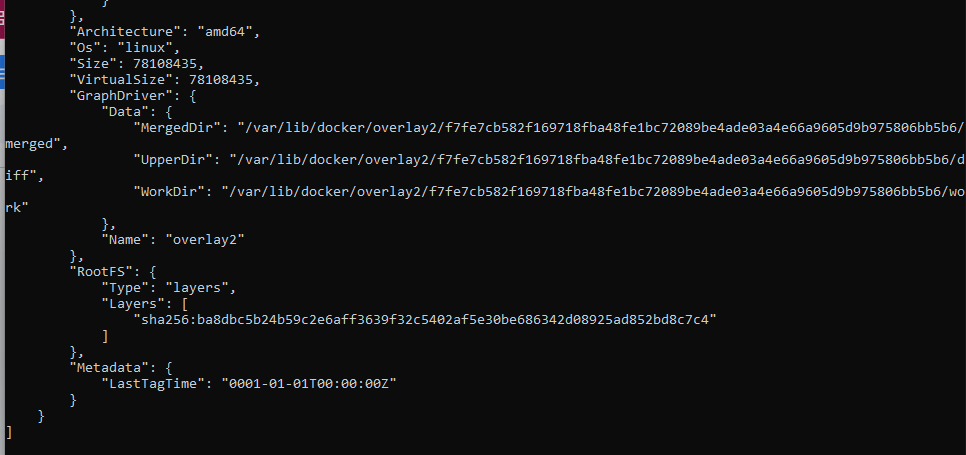 }
},
"Architecture": "amd64",
"Os": "linux",
"Size": 78108435,
"VirtualSize": 78108435,
"GraphDriver": {
"Data": {
"MergedDir": "/var/lib/docker/overlay2/f7fe7cb582f169718fba48fe1bc72089be4ade03a4e66a9605d9b975806bb5b6/
merged",
"UpperDir": "/var/lib/docker/overlay2/f7fe7cb582f169718fba48fe1bc72089be4ade03a4e66a9605d9b975806bb5b6/d
iff",
"WorkDir": "/var/lib/docker/overlay2/f7fe7cb582f169718fba48fe1bc72089be4ade03a4e66a9605d9b975806bb5b6/wo
rk"
},
"Name": "overlay2"
},
"RootFS": {
"Type": "layers",
"Layers": [
"sha256:ba8dbc5b24b59c2e6aff3639f32c5402af5e30be686342d08925ad852bd8c7c4"
]
},
"Metadata": {
"LastTagTime": "0001-01-01T00:00:00Z"
}
}
]